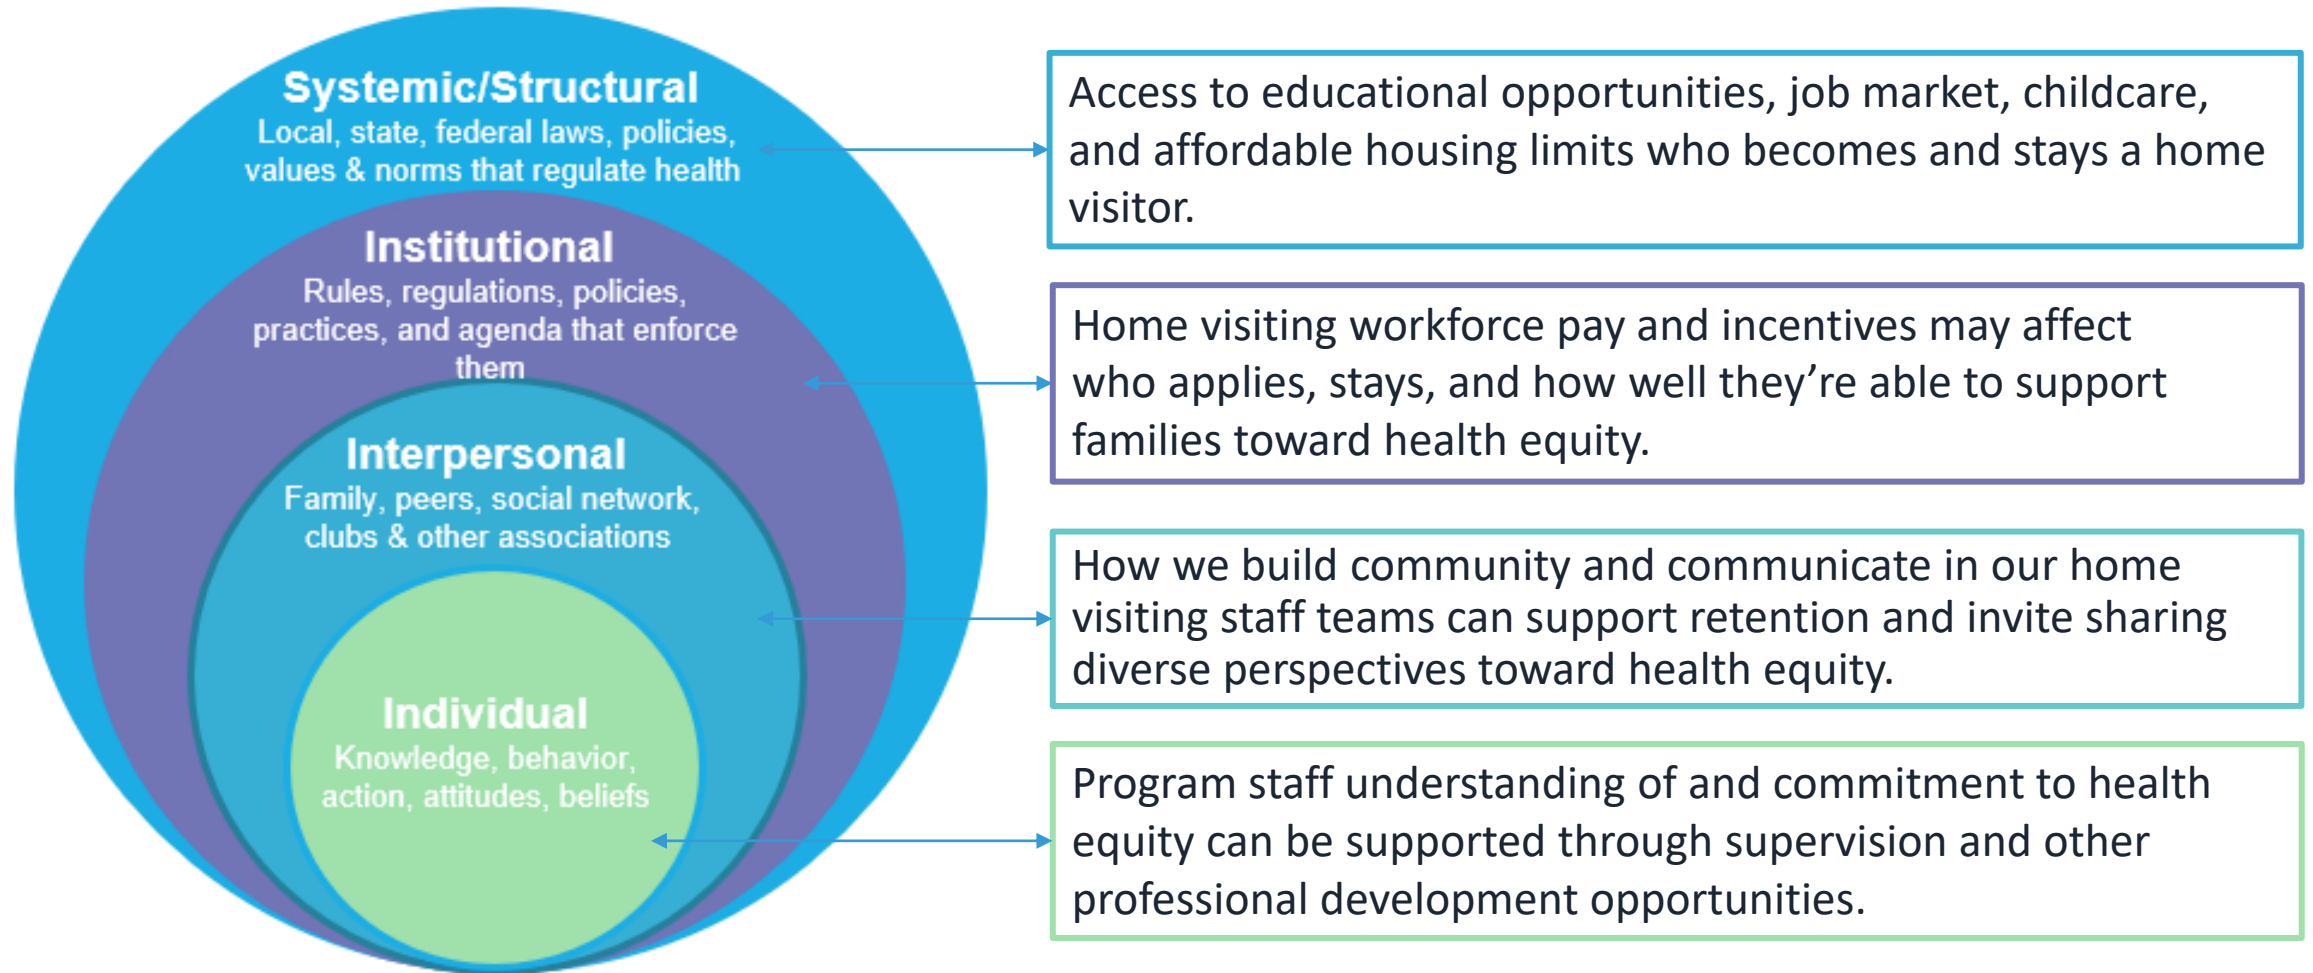 Systemic/Structural
Local, state, federal laws, policies,
values & norms that regulate health
Access to educational opportunities, job market, childcare,
and affordable housing limits who becomes and stays a home
visitor.
Institutional
Rules, regulations, policies,
practices, and agenda that enforce
them
Home visiting workforce pay and incentives may affect
who applies, stays, and how well they’re able to support
families toward health equity.
Interpersonal
Family, peers, social network,
clubs & other associations
How we build community and communicate in our home
visiting staff teams can support retention and invite sharing
diverse perspectives toward health equity.
Individual
Knowledge, behavior,
action, attitudes, beliefs
Program staff understanding of and commitment to health
equity can be supported through supervision and other
professional development opportunities.